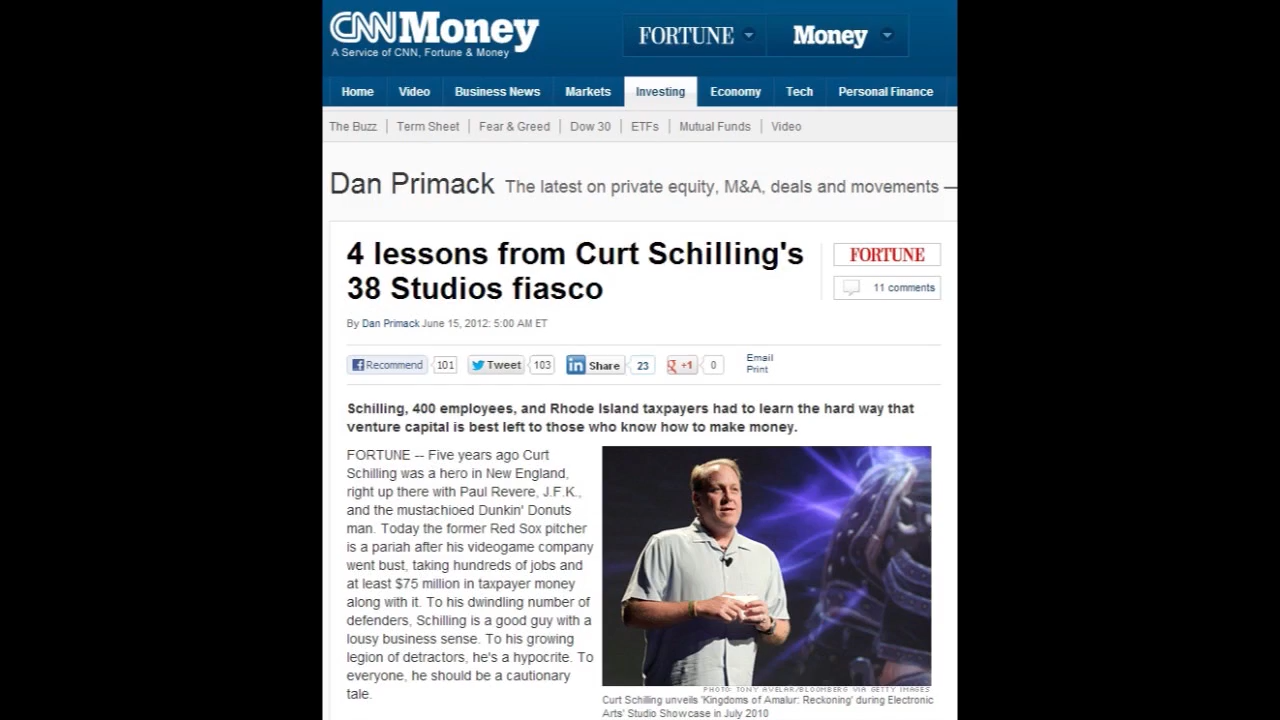 CNNMoney
A Service of CNN, Fortune & Money
FORTUNE
Money
Home Video Business News Markets Investing Economy Tech Personal Finance
The Buzz Term Sheet Fear & Greed Dow 30 ETFs Mutual Funds Video
Dan Primack The latest on private equity, M&A, deals and movements —
4 lessons from Curt Schilling's
38 Studios fiasco
FORTUNE
11 comments
By Dan Primack June 15, 2012: 5:00 AM ET
Recommend 101 Tweet 103 in Share 23 g +1 0
Email
Print
Schilling, 400 employees, and Rhode Island taxpayers had to learn the hard way that
venture capital is best left to those who know how to make money.
FORTUNE -- Five years ago Curt
Schilling was a hero in New England,
right up there with Paul Revere, J.F.K.,
and the mustachioed Dunkin' Donuts
man. Today the former Red Sox pitcher
is a pariah after his videogame company
went bust, taking hundreds of jobs and
at least $75 million in taxpayer money
along with it. To his dwindling number of
defenders, Schilling is a good guy with a
lousy business sense. To his growing
legion of detractors, he's a hypocrite. To
everyone, he should be a cautionary
tale.
PHOTO: TONY AVELAR/BLOOMBERG VIA GETTY IMAGES
Curt Schilling unveils 'Kingdoms of Amalur: Reckoning' during Electronic
Arts' Studio Showcase in July 2010